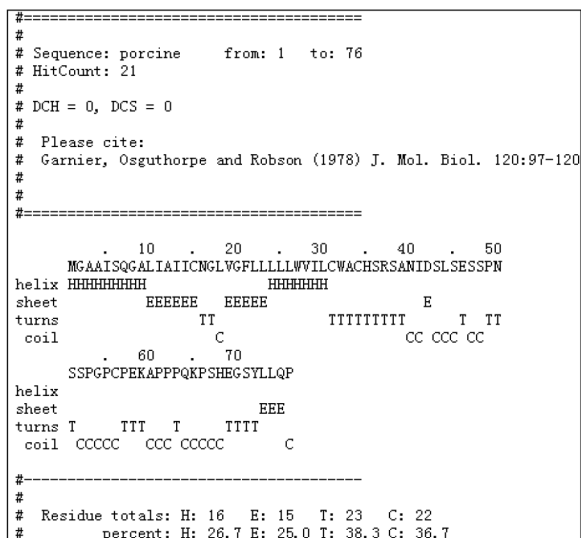 #=======================================
#
# Sequence: porcine     from: 1   to: 76
# HitCount: 21
#
# DCH = 0, DCS = 0
#
#  Please cite:
#  Garnier, Osguthorpe and Robson (1978) J. Mol. Biol. 120:97-120
#
#
#=======================================
          .   10    .   20    .   30    .   40    .   50
      MGAAISQGALIAIICNGLVGFLLLLLWVILCWACHSRSANIDSLSESSPN
helix HHHHHHHHH              HHHHHHH
sheet          EEEEEE   EEEEE                  E
turns                TT             TTTTTTTTT      T  TT
 coil                  C                     CC CCC CC
          .   60    .   70
      SSPGPCPEKAPPPQKPSHEGSYLLQP
helix
sheet                       EEE
turns T     TTT   T     TTTT
 coil  CCCCC   CCC CCCCC       C
#---------------------------------------
#
#  Residue totals: H: 16   E: 15   T: 23   C: 22
#         percent: H: 26.7 E: 25.0 T: 38.3 C: 36.7